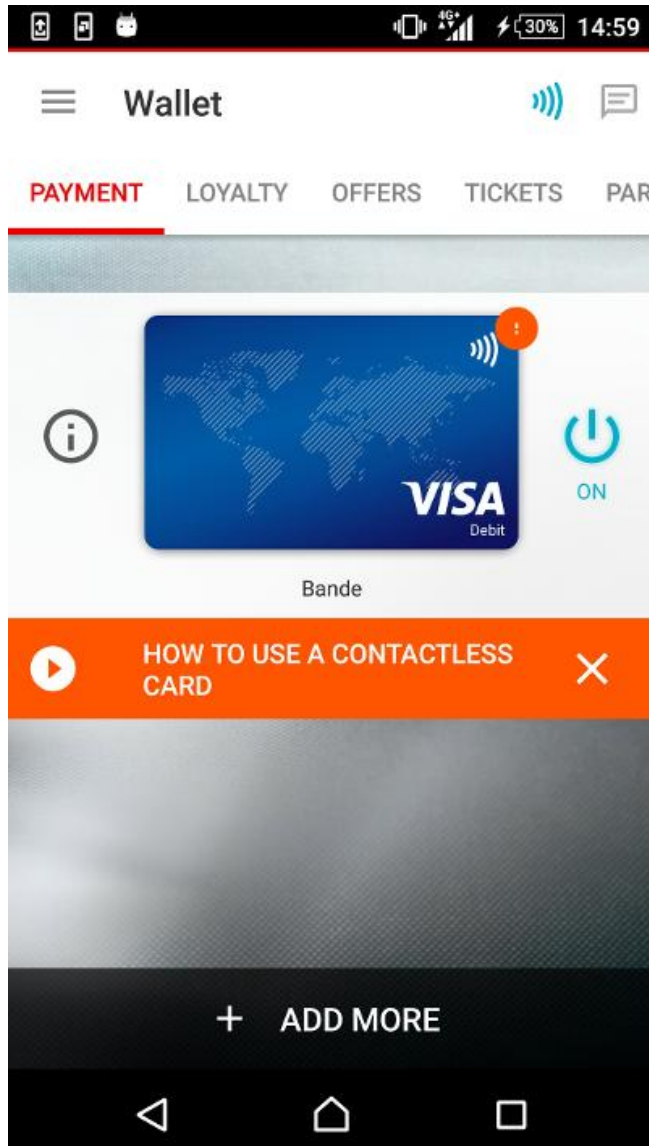 4G+ 30% 14:59
Wallet
PAYMENT LOYALTY OFFERS TICKETS PAR
VISA
Debit
ON
Bande
HOW TO USE A CONTACTLESS
CARD
+ ADD MORE